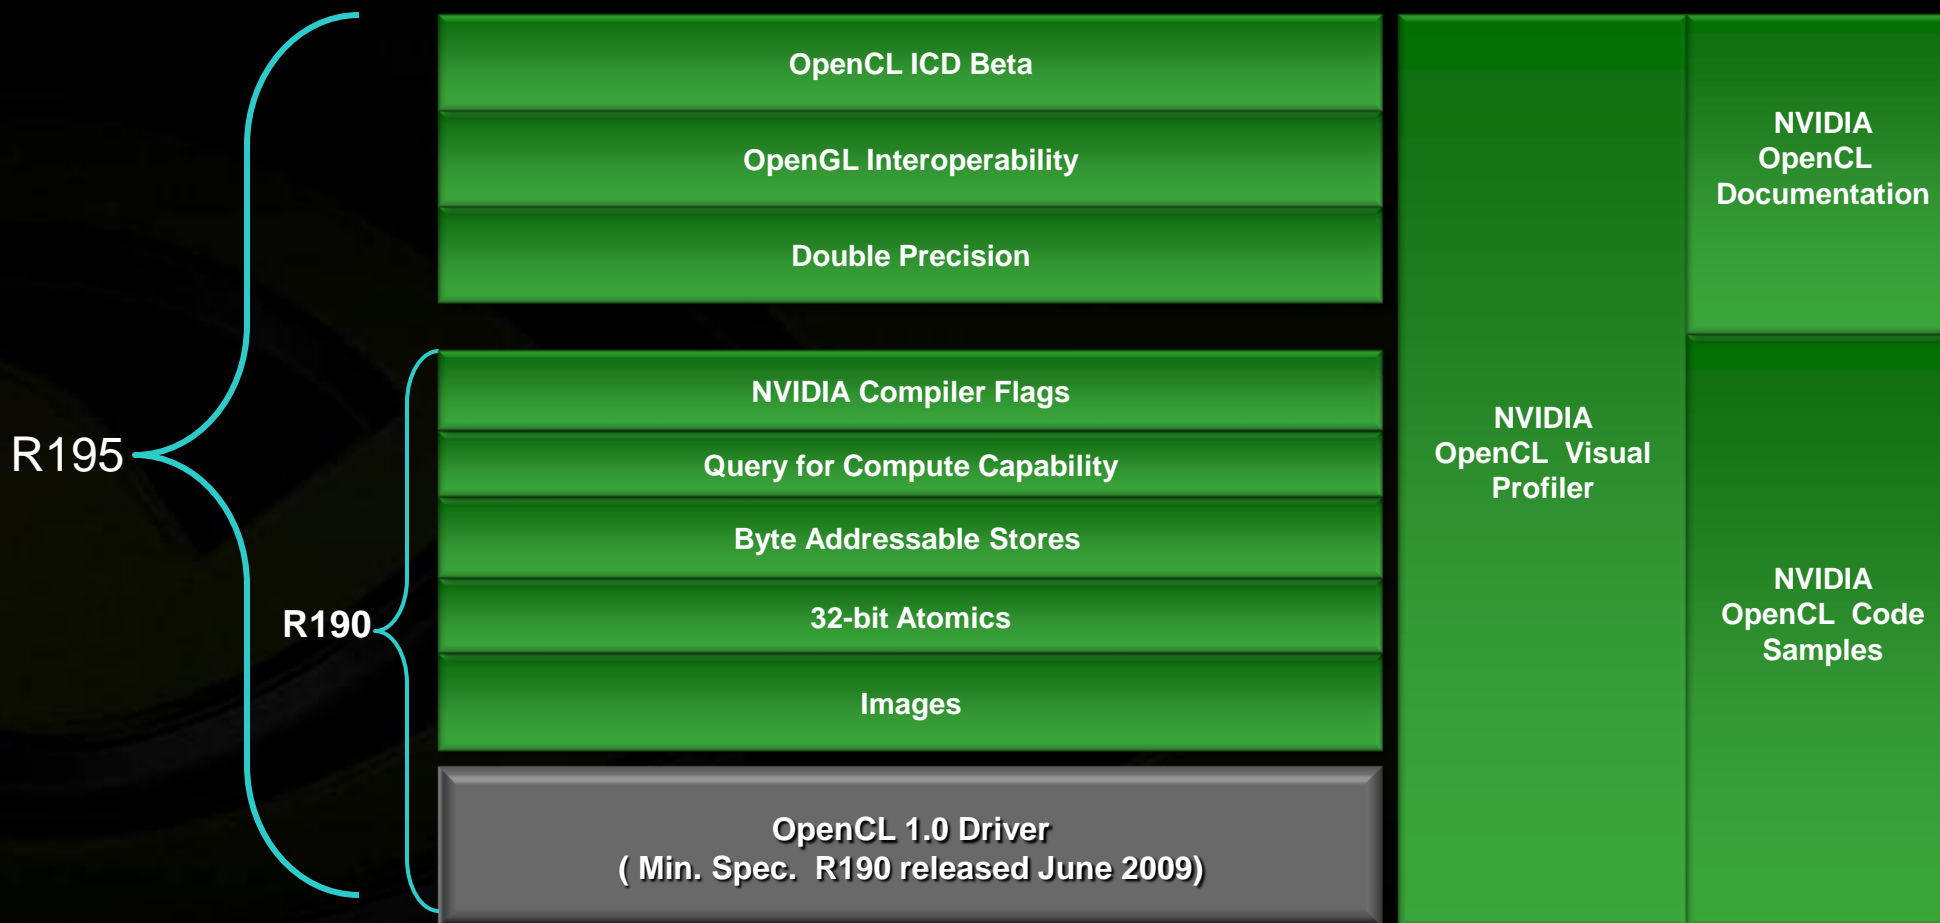 OpenCL ICD Beta
OpenGL Interoperability
Double Precision
R195
NVIDIA Compiler Flags
Query for Compute Capability
Byte Addressable Stores
32-bit Atomics
Images
R190
OpenCL 1.0 Driver
( Min. Spec. R190 released June 2009)
NVIDIA
OpenCL Visual
Profiler
NVIDIA
OpenCL
Documentation
NVIDIA
OpenCL Code
Samples